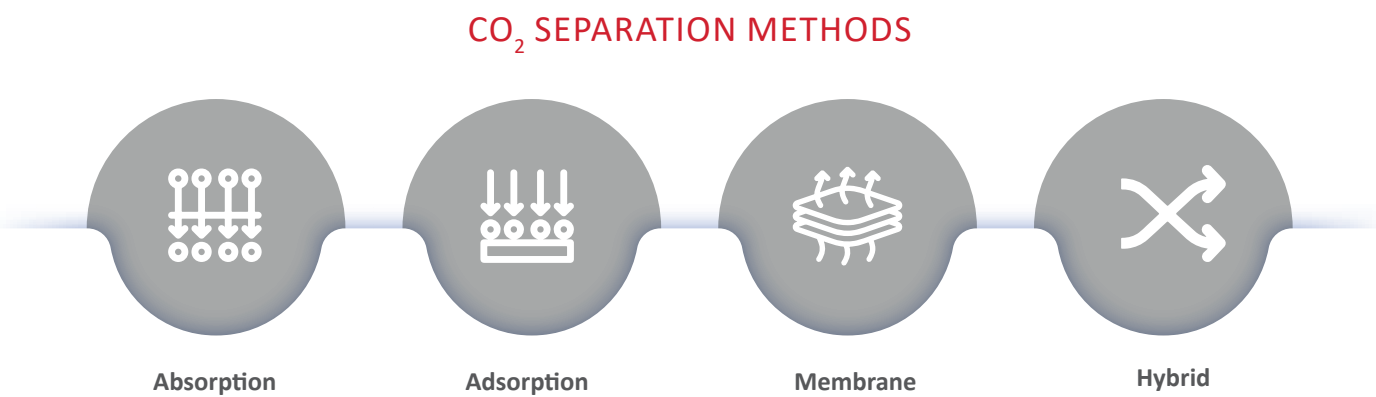 CO₂ SEPARATION METHODS
Absorption
Adsorption
Membrane
Hybrid